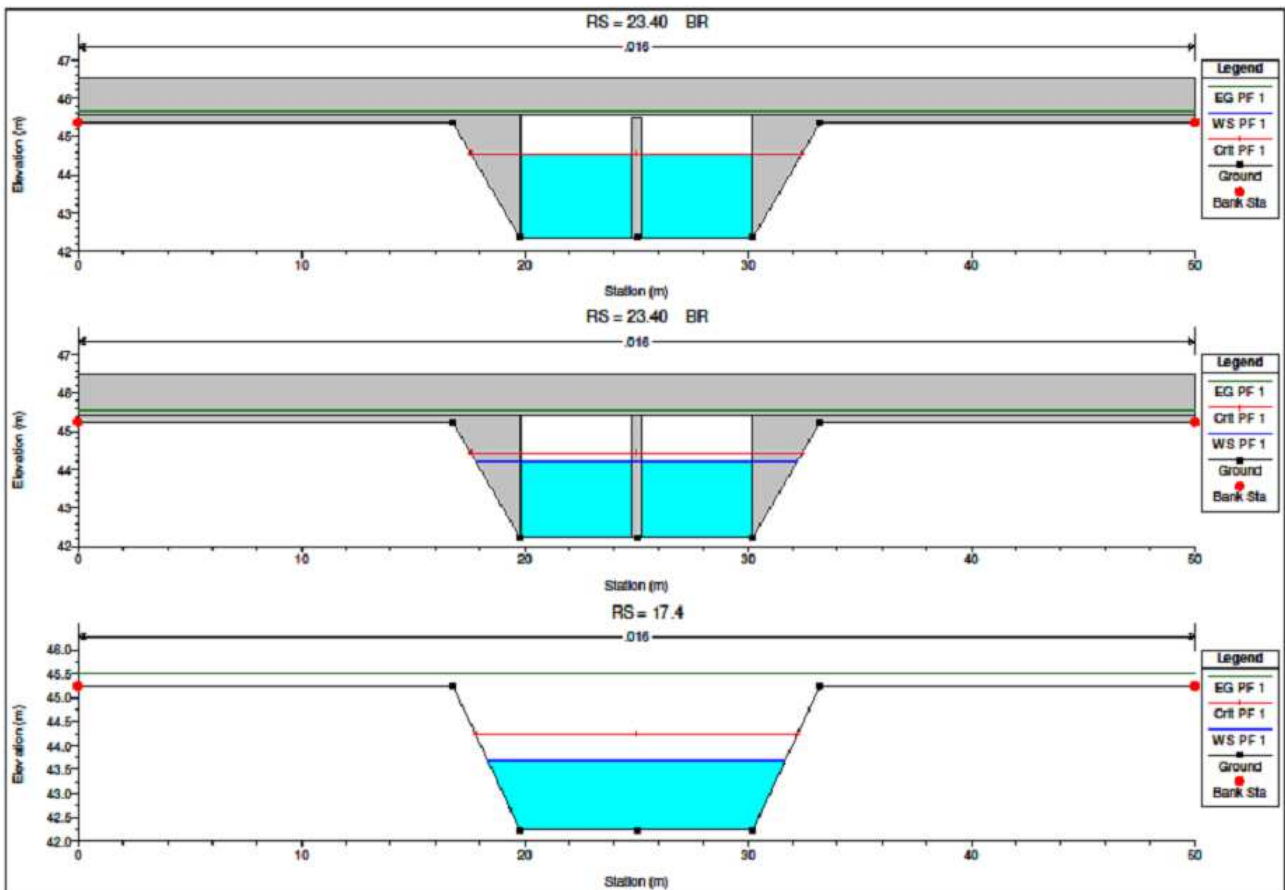 RS = 23.40 BR
.016
47
46
45
44
43
42
Elevation (m)
0 10 20 30 40 50
Station (m)
Legend
EG PF 1
WS PF 1
Crit PF 1
Ground
Bank Sta
RS = 23.40 BR
.016
47
46
45
44
43
42
Elevation (m)
0 10 20 30 40 50
Station (m)
Legend
EG PF 1
Crit PF 1
WS PF 1
Ground
Bank Sta
RS = 17.4
.016
46.0
45.5
45.0
44.5
44.0
43.5
43.0
42.5
42.0
Elevation (m)
0 10 20 30 40 50
Station (m)
Legend
EG PF 1
Crit PF 1
WS PF 1
Ground
Bank Sta